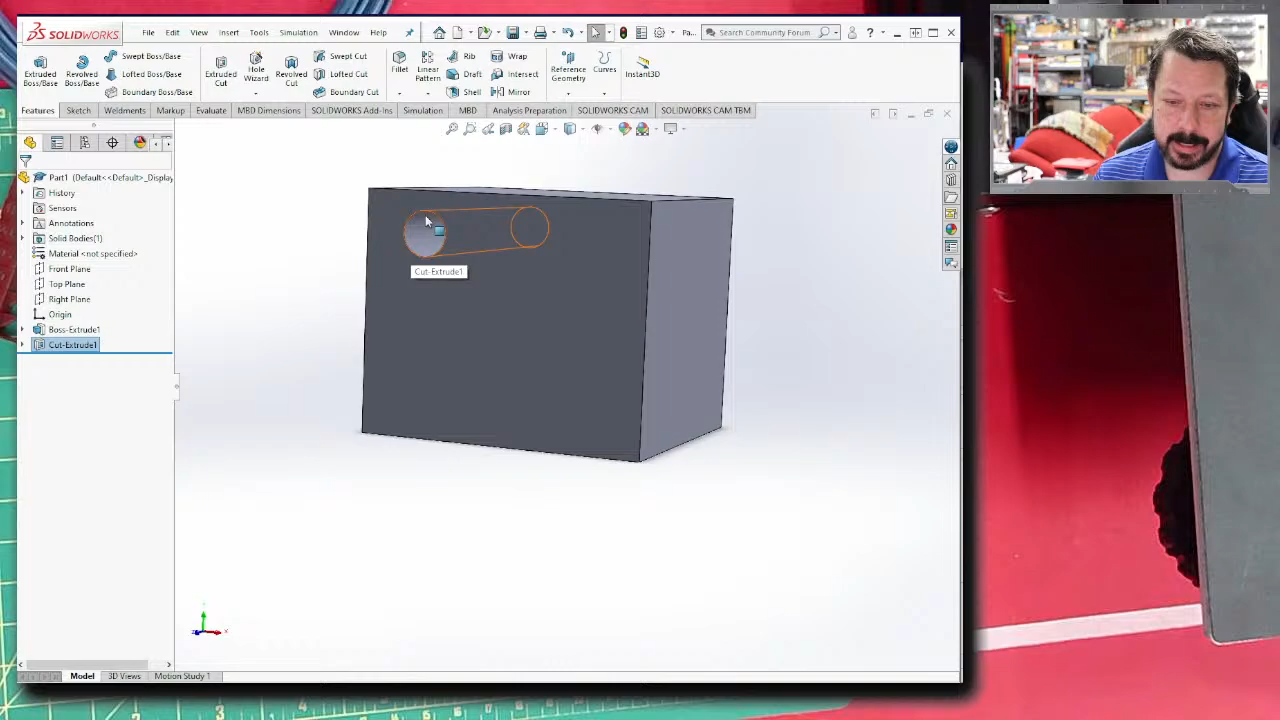 SOLIDWORKS File Edit View Insert Tools Simulation Window Help Pa... Search Community Forum
Extruded Boss/Base Revolved Boss/Base Swept Boss/Base Lofted Boss/Base Boundary Boss/Base Extruded Cut Hole Wizard Revolved Cut Swept Cut Lofted Cut Boundary Cut Fillet Linear Pattern Rib Draft Shell Wrap Intersect Mirror Reference Geometry Curves Instant3D
Features Sketch Weldments Markup Evaluate MBD Dimensions SOLIDWORKS Add-Ins Simulation MBD Analysis Preparation SOLIDWORKS CAM SOLIDWORKS CAM TBM
Part1 (Default<<Default>_Display
History
Sensors
Annotations
Solid Bodies(1)
Material <not specified>
Front Plane
Top Plane
Right Plane
Origin
Boss-Extrude1
Cut-Extrude1
Cut-Extrude1
Model 3D Views Motion Study 1